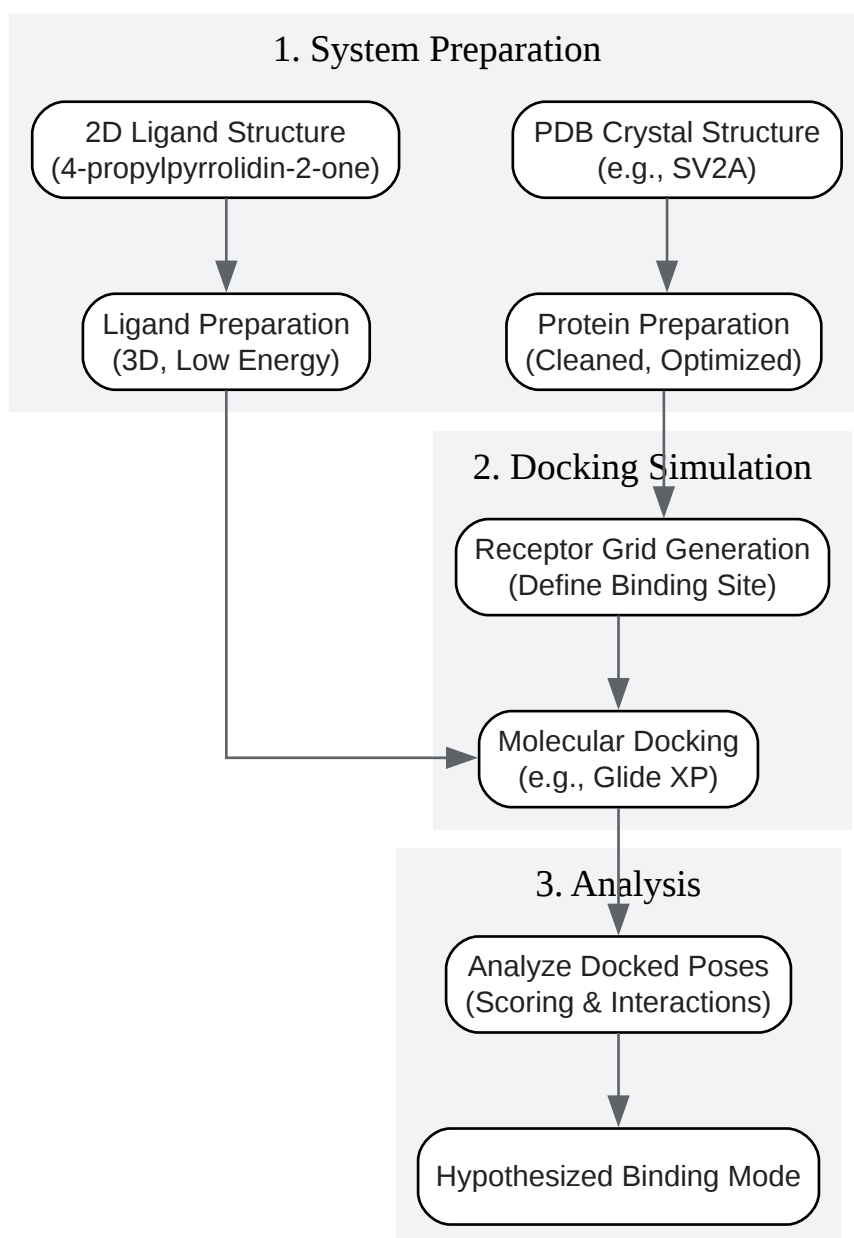 1. System Preparation
2D Ligand Structure
(4-propylpyrrolidin-2-one)
PDB Crystal Structure
(e.g., SV2A)
Ligand Preparation
(3D, Low Energy)
Protein Preparation
(Cleaned, Optimized)
2. Docking Simulation
Receptor Grid Generation
(Define Binding Site)
Molecular Docking
(e.g., Glide XP)
3. Analysis
Analyze Docked Poses
(Scoring & Interactions)
Hypothesized Binding Mode